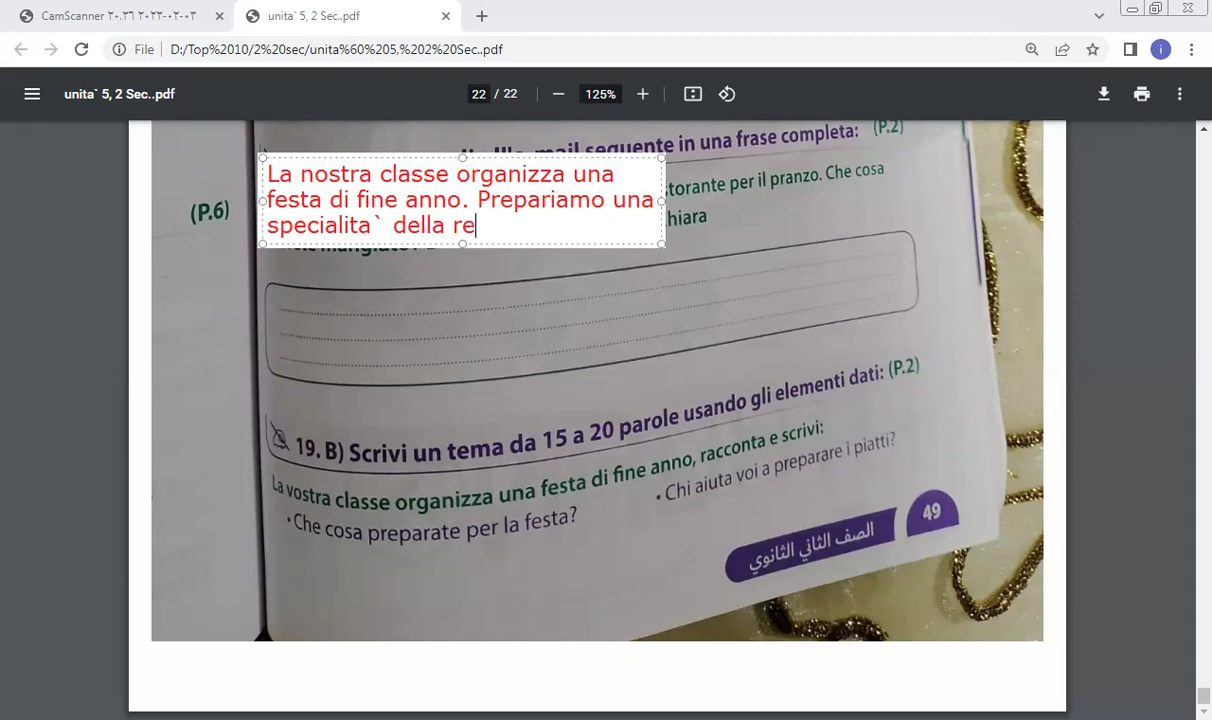 CamScanner ٢٠٢٢-٠٢-٠٣ ٢٠.٣٦
unita` 5, 2 Sec..pdf
File D:/Top%2010/2%20sec/unita%60%205,%202%20Sec..pdf
unita` 5, 2 Sec..pdf
22 / 22
125%
mail seguente in una frase completa: (P.2)
La nostra classe organizza una
festa di fine anno. Prepariamo una
specialita` della re
storante per il pranzo. Che cosa
hiara
(P.6)
19. B) Scrivi un tema da 15 a 20 parole usando gli elementi dati: (P.2)
La vostra classe organizza una festa di fine anno, racconta e scrivi:
• Che cosa preparate per la festa?
• Chi aiuta voi a preparare i piatti?
49
الصف الثاني الثانوي